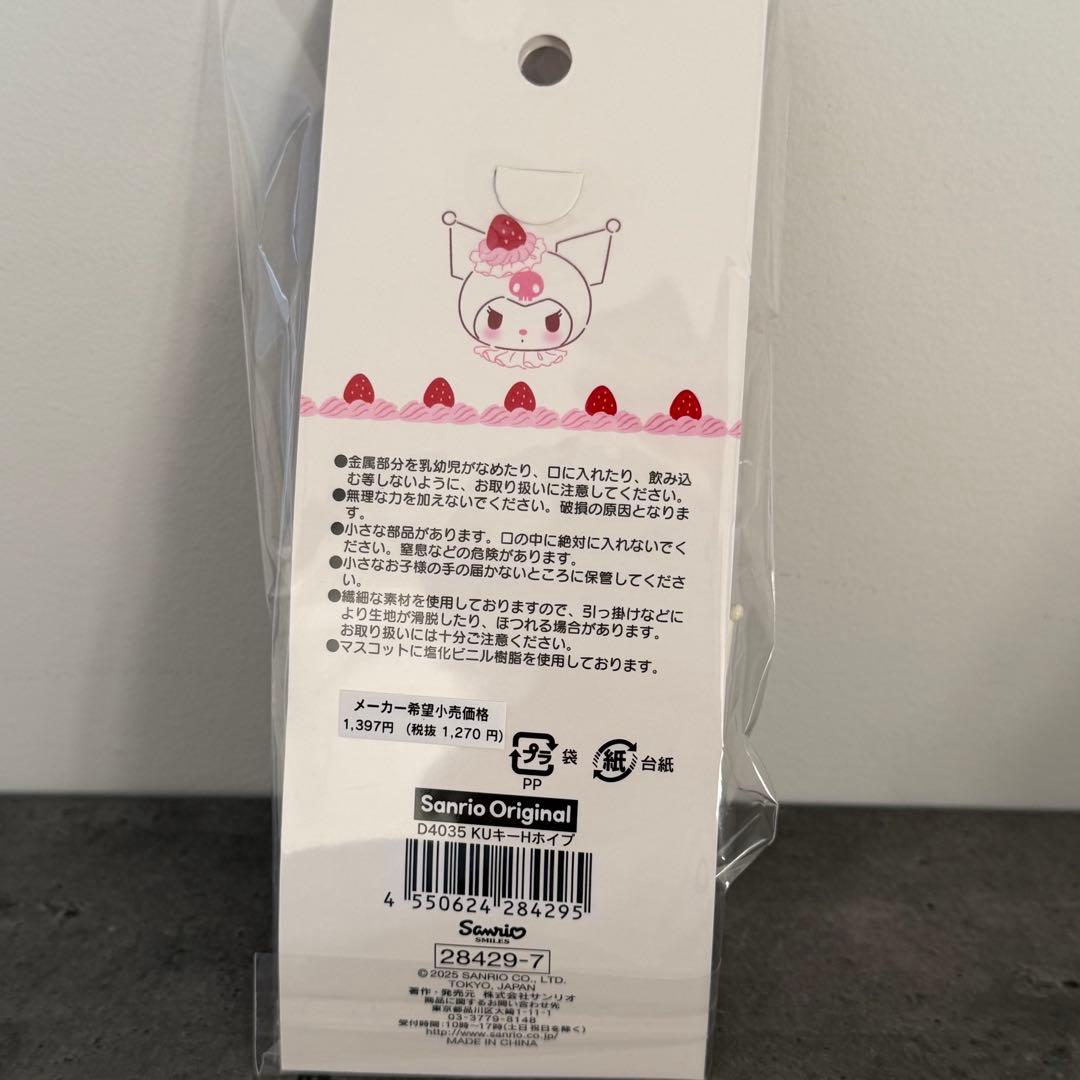 ●金属部分を乳幼児がなめたり、口に入れたり、飲み込
む等しないように、お取り扱いに注意してください。
●無理な力を加えないでください。破損の原因となりま
す。
●小さな部品があります。口の中に絶対に入れないでく
ださい。窒息などの危険があります。
●小さなお子様の手の届かないところに保管してくださ
い。
●繊細な素材を使用しておりますので、引っ掛けなどに
より生地が滑脱したり、ほつれる場合があります。
お取り扱いには十分ご注意ください。
●マスコットに塩化ビニル樹脂を使用しております。
メーカー希望小売価格
1,397円 (税抜 1,270 円)
プラ 袋 紙 台紙
PP
Sanrio Original
D4035 KUキーHホイプ
4 550624 284295
Sanrio
SMILES
28429-7
©2025 SANRIO CO., LTD.
TOKYO, JAPAN
著作・発売元 株式会社サンリオ
商品に関するお問い合わせ先
東京都品川区大崎1-11-1
03-3779-8148
受付時間:10時〜17時(土日祝日を除く)
http://www.sanrio.co.jp/
MADE IN CHINA